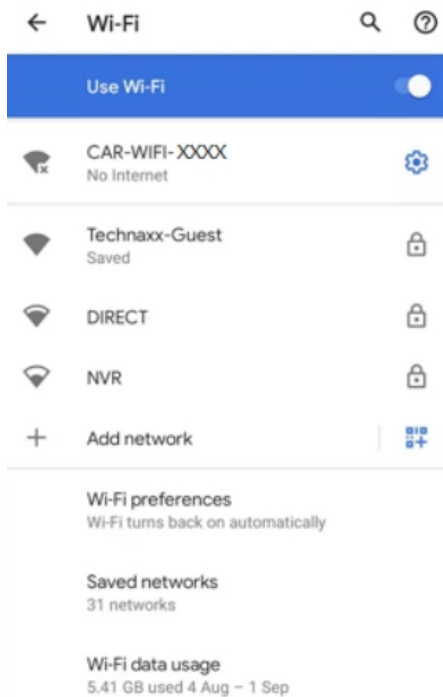 Wi-Fi
Use Wi-Fi
CAR-WIFI-XXXX
No Internet
Technaxx-Guest
Saved
DIRECT
NVR
Add network
Wi-Fi preferences
Wi-Fi turns back on automatically
Saved networks
31 networks
Wi-Fi data usage
5.41 GB used 4 Aug – 1 Sep